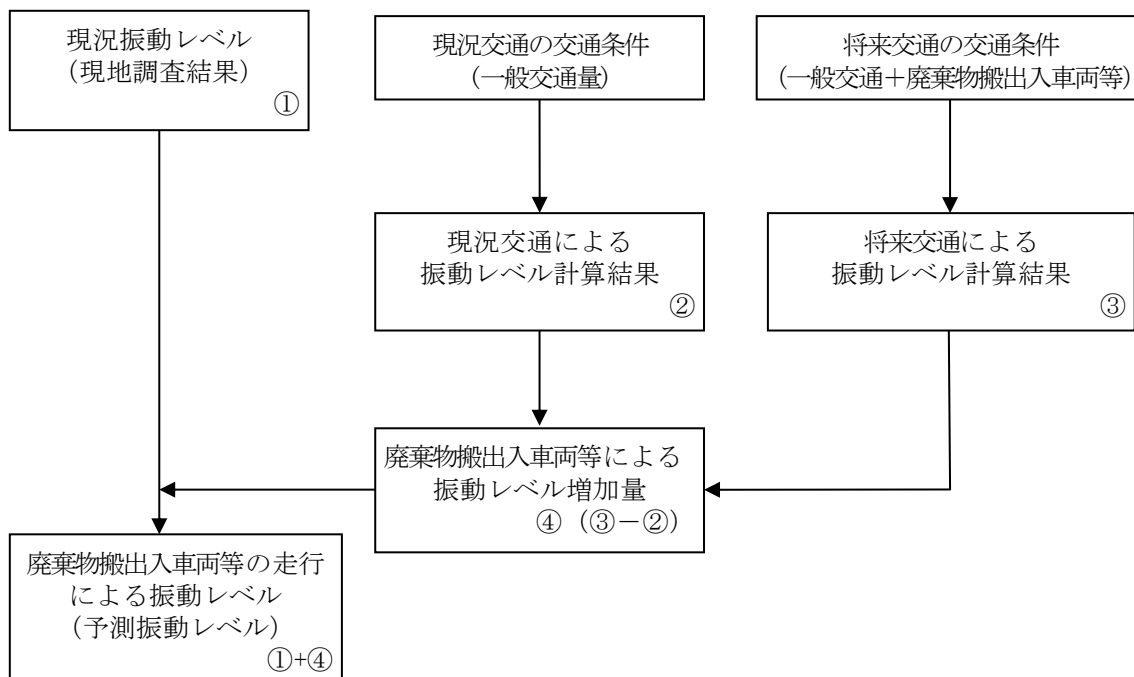 現況振動レベル
(現地調査結果)
①
現況交通の交通条件
(一般交通量)
将来交通の交通条件
(一般交通+廃棄物搬出入車両等)
現況交通による
振動レベル計算結果
②
将来交通による
振動レベル計算結果
③
廃棄物搬出入車両等による
振動レベル増加量
④(③-②)
廃棄物搬出入車両等の走行
による振動レベル
(予測振動レベル)
①+④